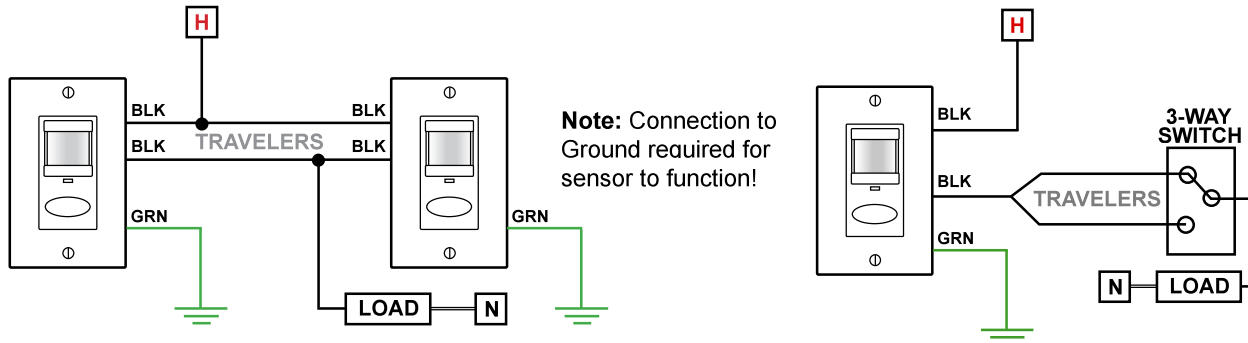 H
BLK
BLK
TRAVELERS
BLK
BLK
GRN
GRN
LOAD
N
Note: Connection to
Ground required for
sensor to function!
H
BLK
BLK
GRN
TRAVELERS
3-WAY
SWITCH
N
LOAD